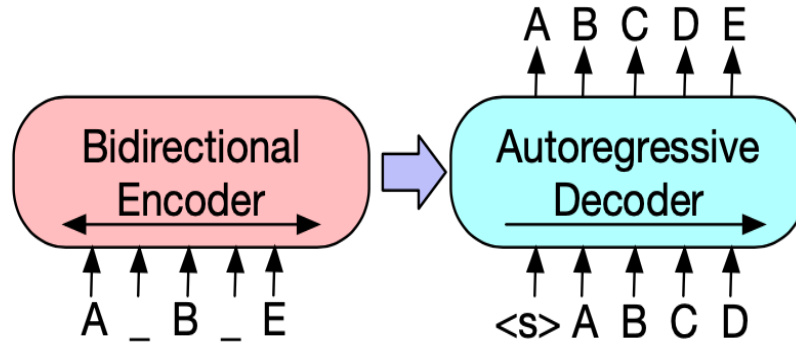 A B C D E
Bidirectional
Encoder
Autoregressive
Decoder
A _ B _ E
<s> A B C D